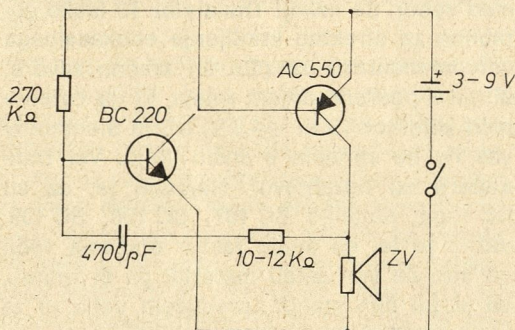 AC 550
+ 3-9 V
-
270
KΩ
BC 220
4700pF
10-12 KΩ
ZV